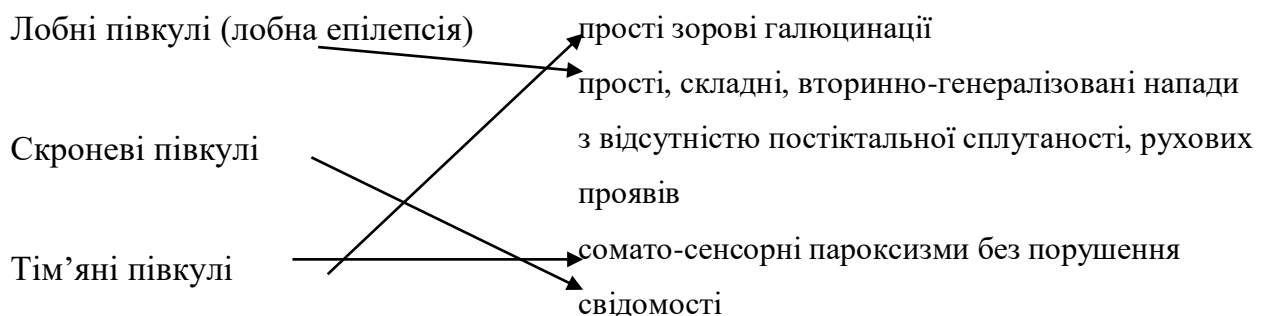 Лобні півкулі (лобна епілепсія)
Скроневі півкулі
Тім’яні півкулі
прості зорові галюцинації
прості, складні, вторинно-генералізовані напади
з відсутністю постіктальної сплутаності, рухових
проявів
сомато-сенсорні пароксизми без порушення
свідомості